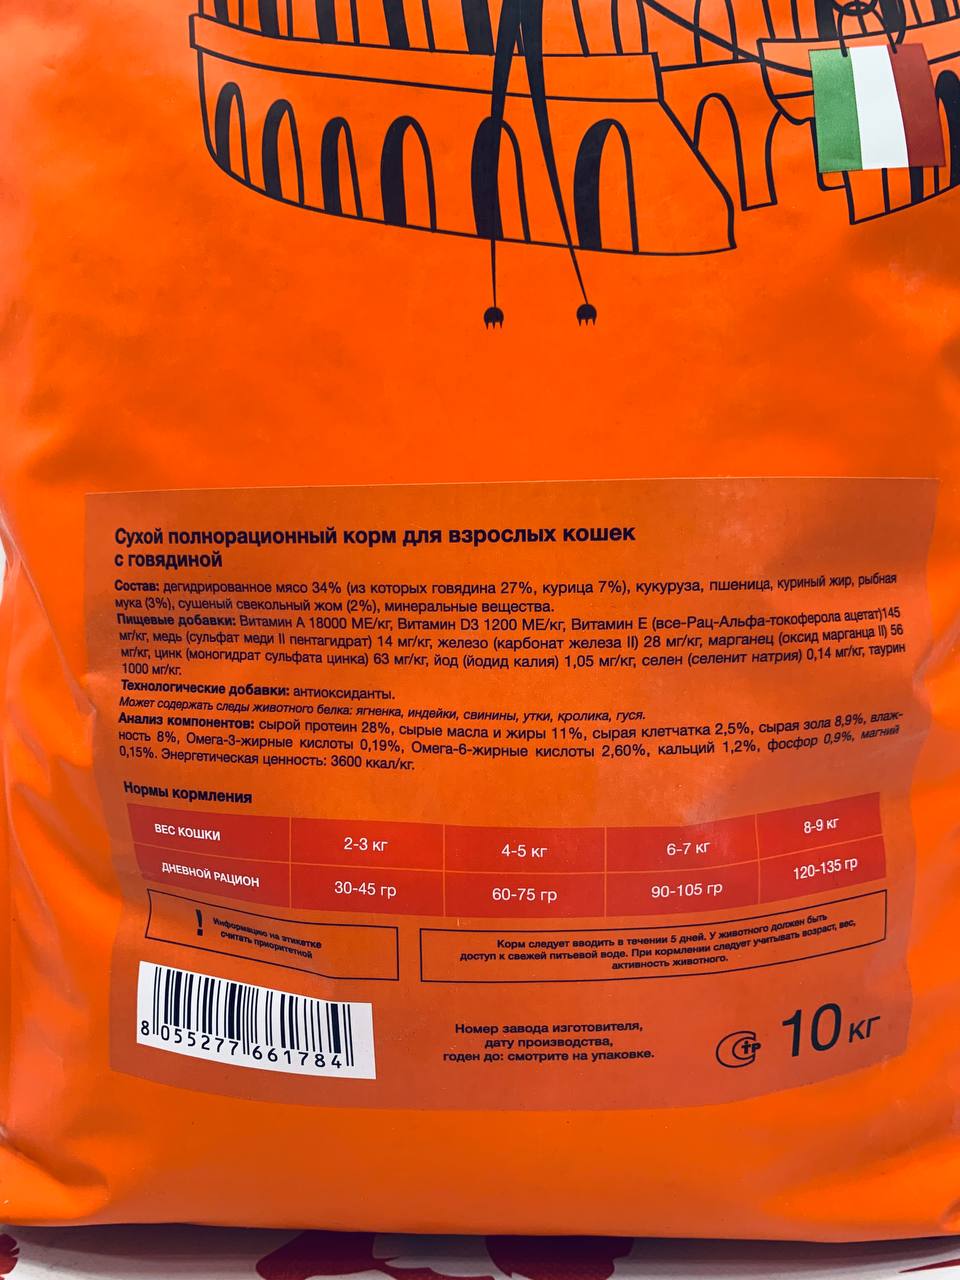 Сухой полнорационный корм для взрослых кошек
с говядиной
Состав: дегидрированное мясо 34% (из которых говядина 27%, курица 7%), кукуруза, пшеница, куриный жир, рыбная
мука (3%), сушеный свекольный жом (2%), минеральные вещества.
Пищевые добавки: Витамин А 18000 МЕ/кг, Витамин D3 1200 МЕ/кг, Витамин Е (все-Рац-Альфа-токоферола ацетат)145
мг/кг, медь (сульфат меди II пентагидрат) 14 мг/кг, железо (карбонат железа II) 28 мг/кг, марганец (оксид марганца II) 56
мг/кг, цинк (моногидрат сульфата цинка) 63 мг/кг, йод (йодид калия) 1,05 мг/кг, селен (селенит натрия) 0,14 мг/кг, таурин
1000 мг/кг.
Технологические добавки: антиоксиданты.
Может содержать следы животного белка: ягненка, индейки, свинины, утки, кролика, гуся.
Анализ компонентов: сырой протеин 28%, сырые масла и жиры 11%, сырая клетчатка 2,5%, сырая зола 8,9%, влаж-
ность 8%, Омега-3-жирные кислоты 0,19%, Омега-6-жирные кислоты 2,60%, кальций 1,2%, фосфор 0,9%, магний
0,15%. Энергетическая ценность: 3600 ккал/кг.
Нормы кормления
ВЕС КОШКИ 2-3 кг 4-5 кг 6-7 кг 8-9 кг
ДНЕВНОЙ РАЦИОН 30-45 гр 60-75 гр 90-105 гр 120-135 гр
! Информацию на этикетке
считать приоритетной
Корм следует вводить в течении 5 дней. У животного должен быть
доступ к свежей питьевой воде. При кормлении следует учитывать возраст, вес,
активность животного.
8 055277 661784
Номер завода изготовителя,
дату производства,
годен до: смотрите на упаковке.
СТР
10 кг